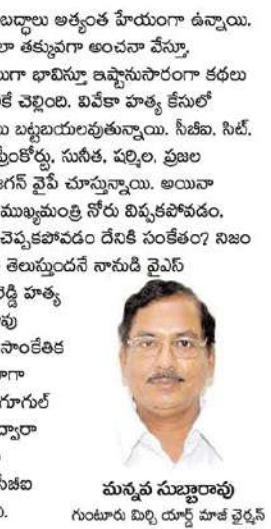 బద్ధాలు అత్యంత హేయంగా ఉన్నాయి.
లా తక్కువగా అంచనా వేస్తూ,
లుగా భావిస్తూ ఇష్టానుసారంగా కథలు
కే చెల్లింది. వివేకా హత్య కేసులో
బట్టబయలవుతున్నాయి. సీబీఐ. సిట్.
ప్రీంకోర్టు, సునీత, షర్మిల, ప్రజల
గన్ వైపే చూస్తున్నాయి. అయినా
ముఖ్యమంత్రి నోరు విప్పకపోవడం,
చెప్పకపోవడం దేనికి సంకేతం? నిజం
తెలుస్తుందనే నానుడి వైఎస్
రెడ్డి హత్య
వు
సాంకేతిక
గా
గూగుల్
ద్వారా
సీబీఐ
మన్నవ సుబ్బారావు
గుంటూరు మిర్చి యార్డ్ మాజీ ఛైర్మన్